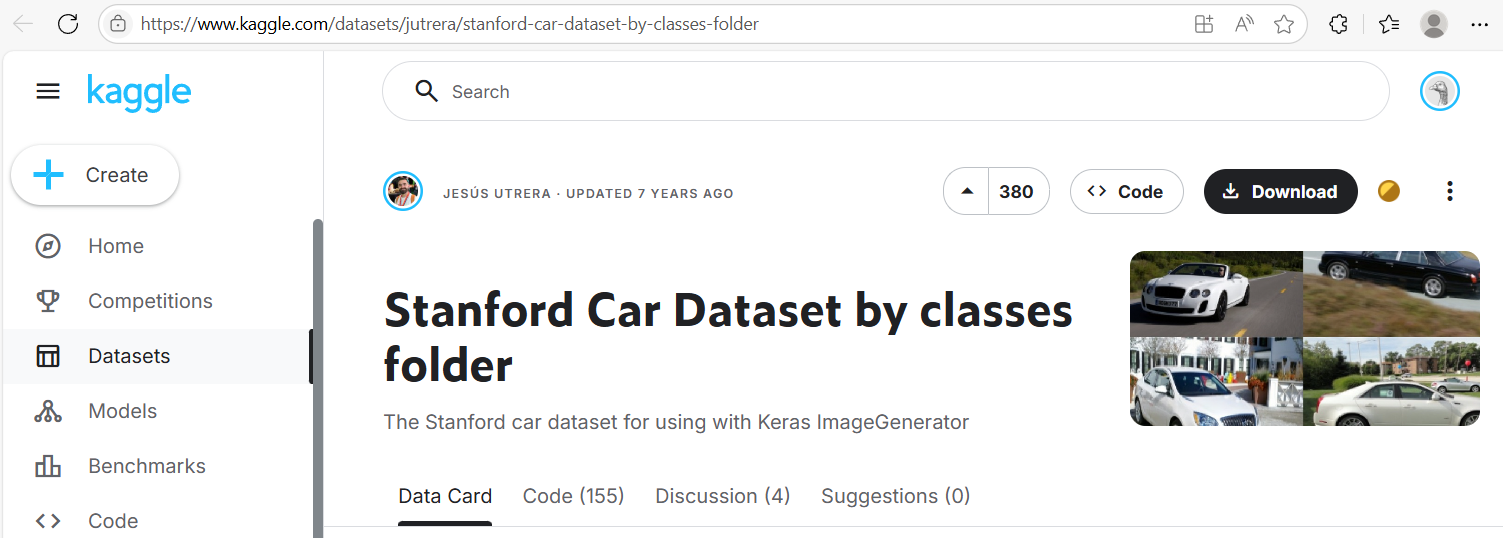 https://www.kaggle.com/datasets/jutrera/stanford-car-dataset-by-classes-folder
kaggle
Search
Create
JESÚS UTRERA · UPDATED 7 YEARS AGO
380
Code
Download
Home
Competitions
Datasets
Models
Benchmarks
Code
Stanford Car Dataset by classes
folder
The Stanford car dataset for using with Keras ImageGenerator
Data Card Code (155) Discussion (4) Suggestions (0)